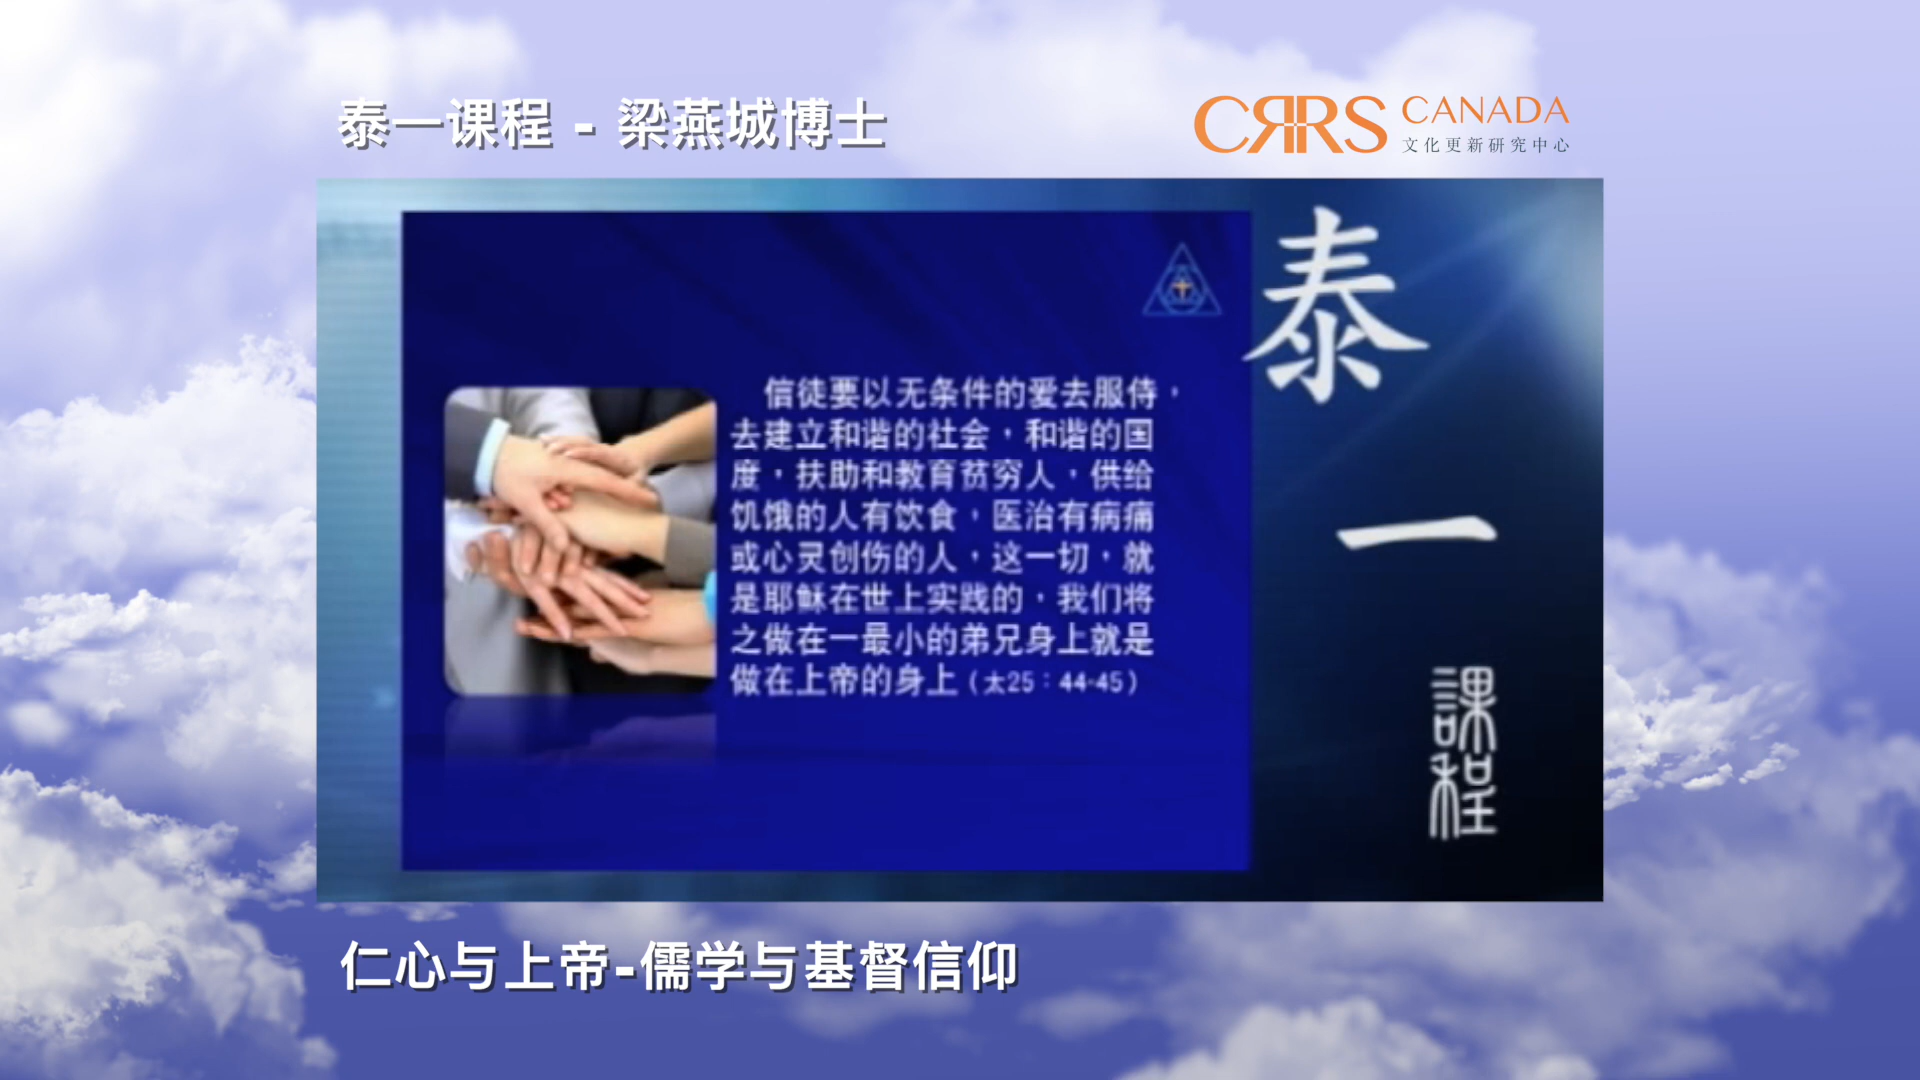 泰一课程 - 梁燕城博士
CRRS CANADA
文化更新研究中心
信徒要以无条件的爱去服侍，
去建立和谐的社会，和谐的国
度，扶助和教育贫穷人，供给
饥饿的人有饮食，医治有病痛
或心灵创伤的人，这一切，就
是耶稣在世上实践的，我们将
之做在一最小的弟兄身上就是
做在上帝的身上（太25：44-45）
泰
一
課程
仁心与上帝-儒学与基督信仰